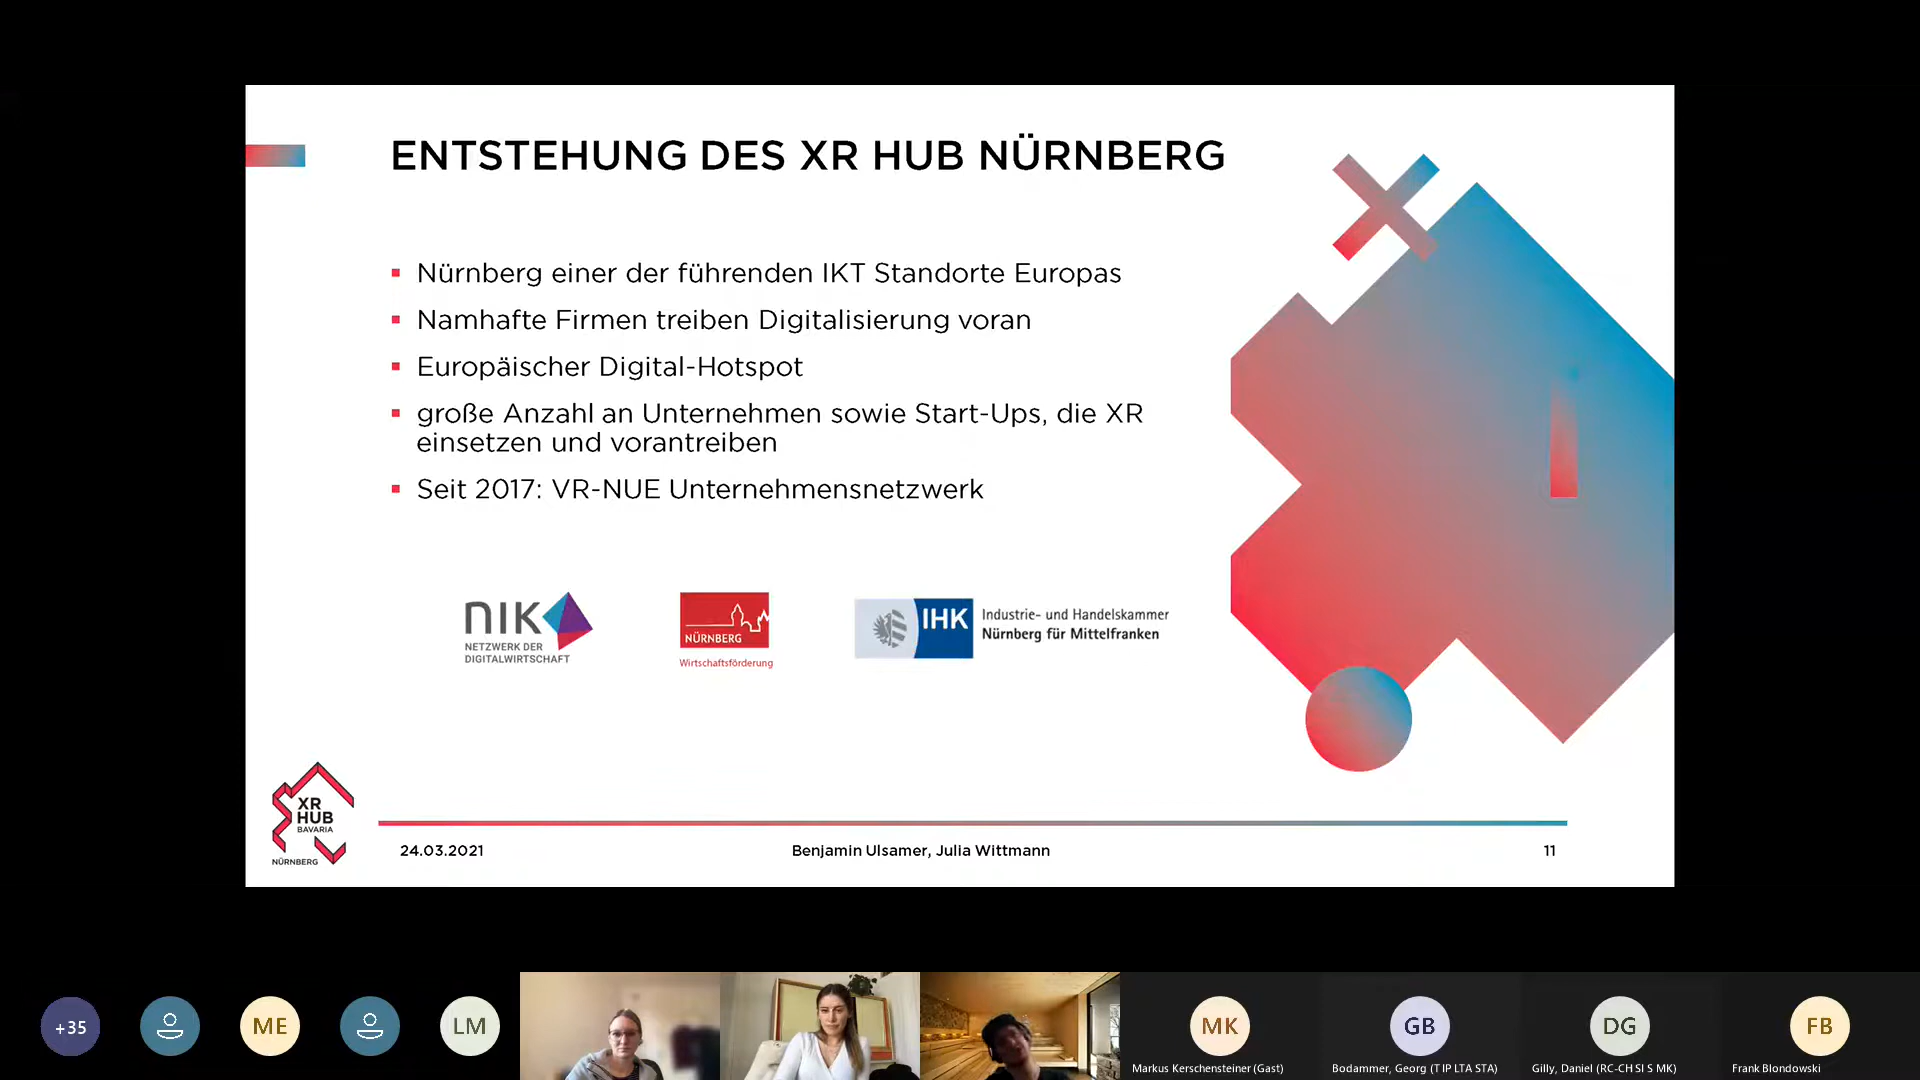 ENTSTEHUNG DES XR HUB NÜRNBERG
Nürnberg einer der führenden IKT Standorte Europas
Namhafte Firmen treiben Digitalisierung voran
Europäischer Digital-Hotspot
große Anzahl an Unternehmen sowie Start-Ups, die XR
einsetzen und vorantreiben
Seit 2017: VR-NUE Unternehmensnetzwerk
NIK
NETZWERK DER
DIGITALWIRTSCHAFT
NÜRNBERG
Wirtschaftsförderung
IHK
Industrie- und Handelskammer
Nürnberg für Mittelfranken
XR
HUB
BAVARIA
NÜRNBERG
24.03.2021
Benjamin Ulsamer, Julia Wittmann
11
+35
ME
LM
MK
GB
DG
FB
Markus Kerschensteiner (Gast)
Bodammer, Georg (T IP LTA STA)
Gilly, Daniel (RC-CH SI S MK)
Frank Blondowski